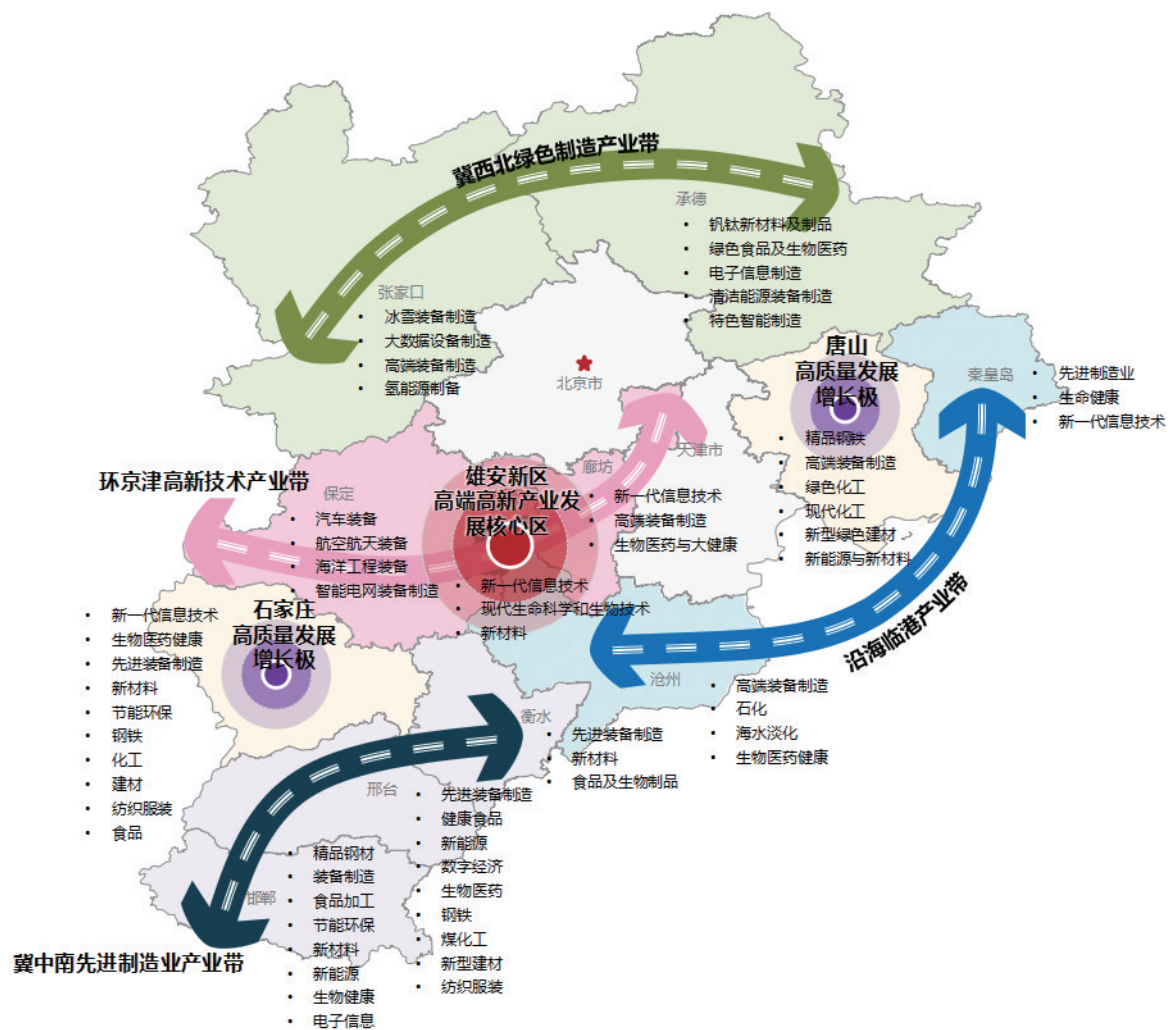 冀西北绿色制造产业带
承德
• 钒钛新材料及制品
• 绿色食品及生物医药
• 电子信息制造
• 清洁能源装备制造
• 特色智能制造
张家口
• 冰雪装备制造
• 大数据设备制造
• 高端装备制造
• 氢能源制备
北京市
唐山
高质量发展
增长极
• 精品钢铁
• 高端装备制造
• 绿色化工
• 现代化工
• 新型绿色建材
• 新能源与新材料
秦皇岛
• 先进制造业
• 生命健康
• 新一代信息技术
天津市
环京津高新技术产业带
保定
• 汽车装备
• 航空航天装备
• 海洋工程装备
• 智能电网装备制造
雄安新区
高端高新产业发
展核心区
• 新一代信息技术
• 现代生命科学和生物技术
• 新材料
廊坊
• 新一代信息技术
• 高端装备制造
• 生物医药与大健康
沿海临港产业带
石家庄
高质量发展
增长极
• 新一代信息技术
• 生物医药健康
• 先进装备制造
• 新材料
• 节能环保
• 钢铁
• 化工
• 建材
• 纺织服装
• 食品
沧州
• 高端装备制造
• 石化
• 海水淡化
• 生物医药健康
衡水
• 先进装备制造
• 新材料
• 食品及生物制品
邢台
• 先进装备制造
• 健康食品
• 新能源
• 数字经济
• 生物医药
• 钢铁
• 煤化工
• 新型建材
• 纺织服装
邯郸
• 精品钢材
• 装备制造
• 食品加工
• 节能环保
• 新材料
• 新能源
• 生物健康
• 电子信息
冀中南先进制造业产业带